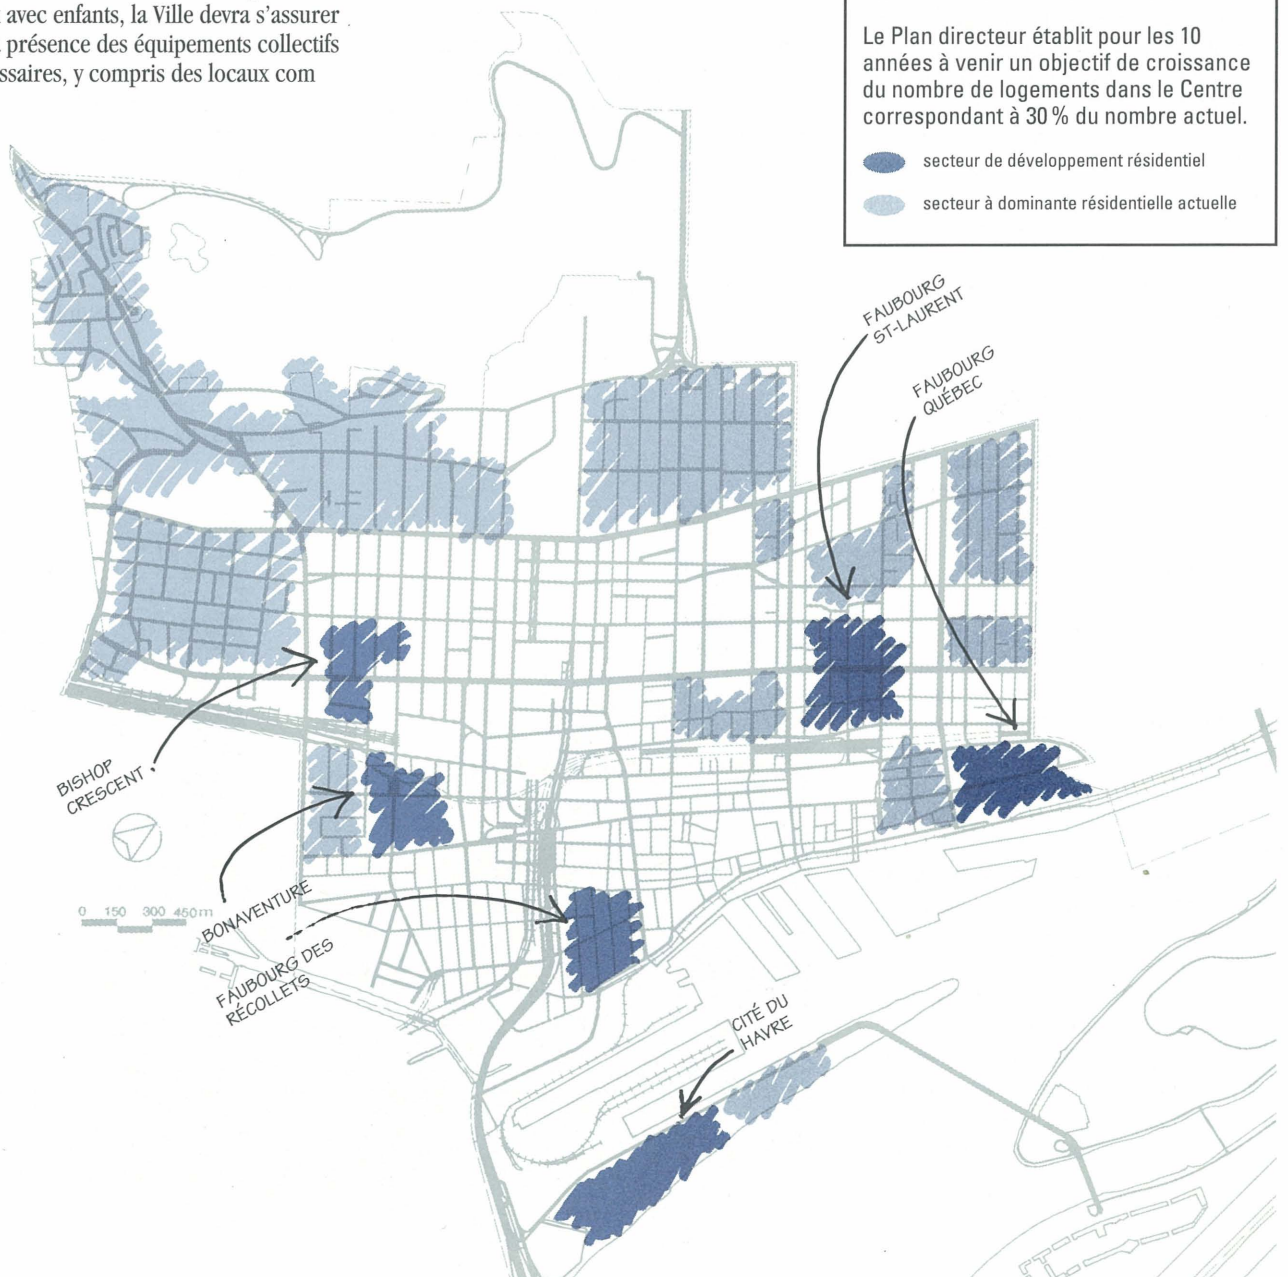 avec enfants, la Ville devra s'assurer
présence des équipements collectifs
ssaires, y compris des locaux com
Le Plan directeur établit pour les 10
années à venir un objectif de croissance
du nombre de logements dans le Centre
correspondant à 30 % du nombre actuel.
secteur de développement résidentiel
secteur à dominante résidentielle actuelle
FAUBOURG
ST-LAURENT
FAUBOURG
QUÉBEC
BISHOP
CRESCENT
0 150 300 450 m
BONAVENTURE
FAUBOURG DES
RÉCOLLETS
CITÉ DU
HAVRE